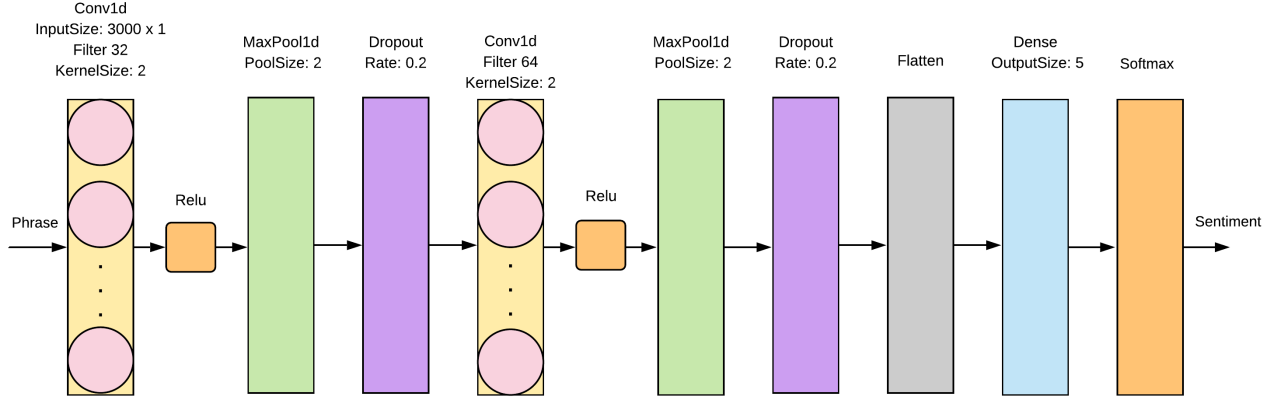 Conv1d
InputSize: 3000 x 1
Filter 32
KernelSize: 2
MaxPool1d
PoolSize: 2
Dropout
Rate: 0.2
Conv1d
Filter 64
KernelSize: 2
MaxPool1d
PoolSize: 2
Dropout
Rate: 0.2
Flatten
Dense
OutputSize: 5
Softmax
Phrase
Relu
Relu
Sentiment